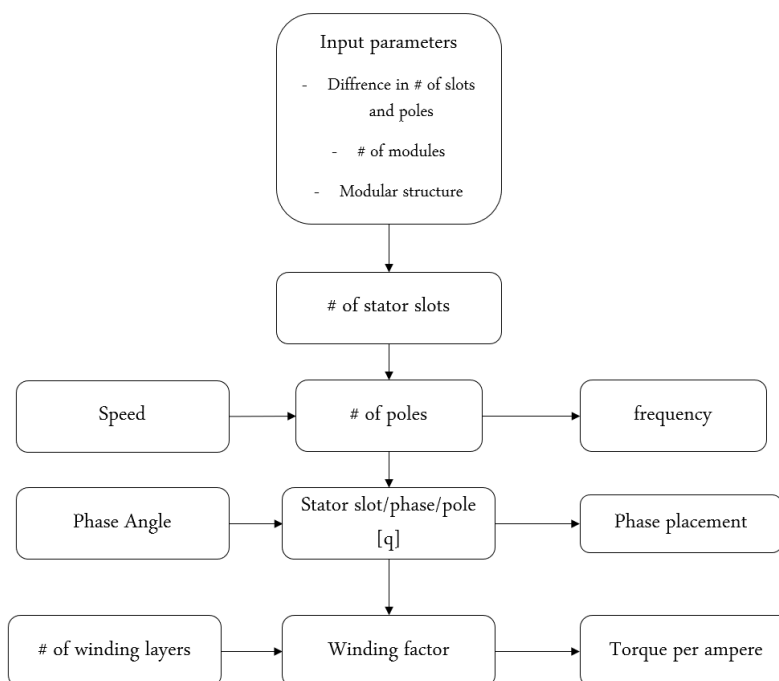 Input parameters
- Diffrence in # of slots
and poles
- # of modules
- Modular structure
# of stator slots
Speed
# of poles
frequency
Phase Angle
Stator slot/phase/pole
[q]
Phase placement
# of winding layers
Winding factor
Torque per ampere